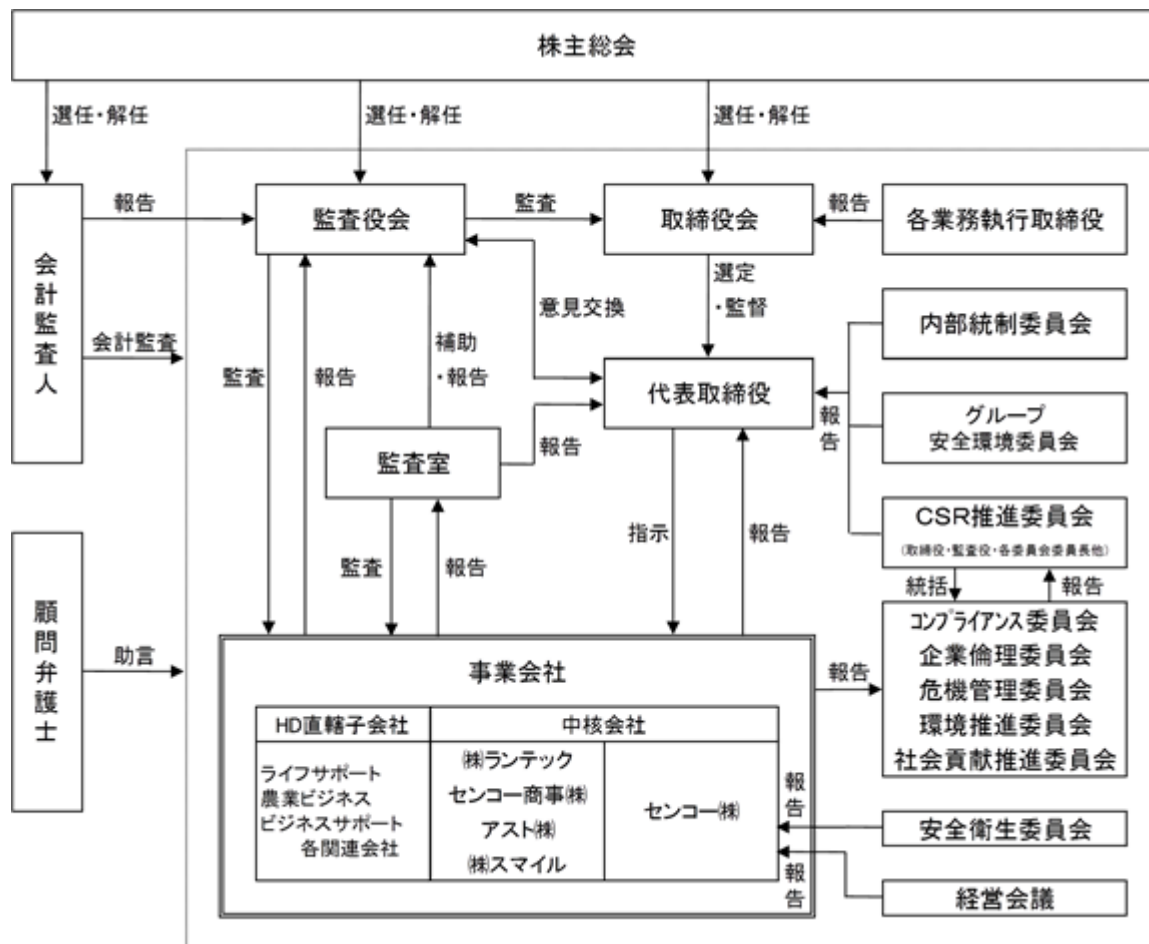 株主総会
選任・解任
選任・解任
選任・解任
会計監査人
報告
監査役会
監査
取締役会
報告
各業務執行取締役
会計監査
意見交換
選定
・監督
内部統制委員会
監査
報告
補助
・報告
代表取締役
報告
グループ
安全環境委員会
監査室
報告
CSR推進委員会
(取締役・監査役・各委員会委員長他)
監査
報告
指示
報告
統括
報告
顧問弁護士
助言
事業会社
報告
コンプライアンス委員会
企業倫理委員会
危機管理委員会
環境推進委員会
社会貢献推進委員会
HD直轄子会社
中核会社
ライフサポート
農業ビジネス
ビジネスサポート
各関連会社
㈱ランテック
センコー商事㈱
アスト㈱
㈱スマイル
センコー㈱
報告
安全衛生委員会
報告
経営会議